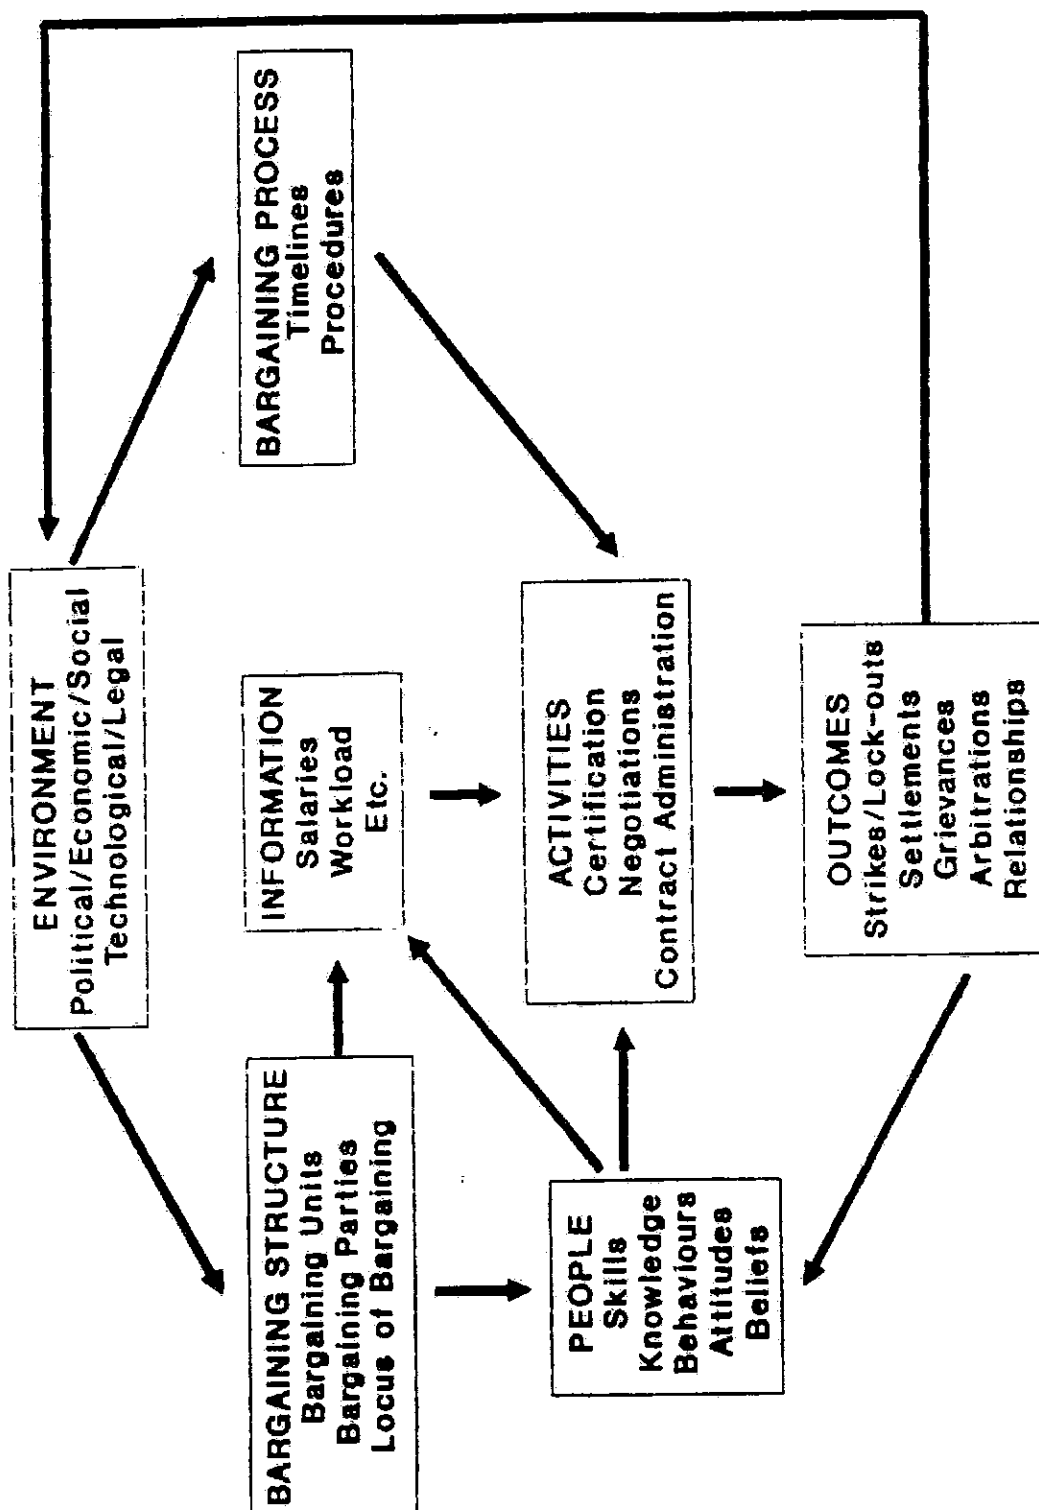 ENVIRONMENT
Political/Economic/Social
Technological/Legal
BARGAINING STRUCTURE
Bargaining Units
Bargaining Parties
Locus of Bargaining
INFORMATION
Salaries
Workload
Etc.
BARGAINING PROCESS
Timelines
Procedures
PEOPLE
Skills
Knowledge
Behaviours
Attitudes
Beliefs
ACTIVITIES
Certification
Negotiations
Contract Administration
OUTCOMES
Strikes/Lock-outs
Settlements
Grievances
Arbitrations
Relationships